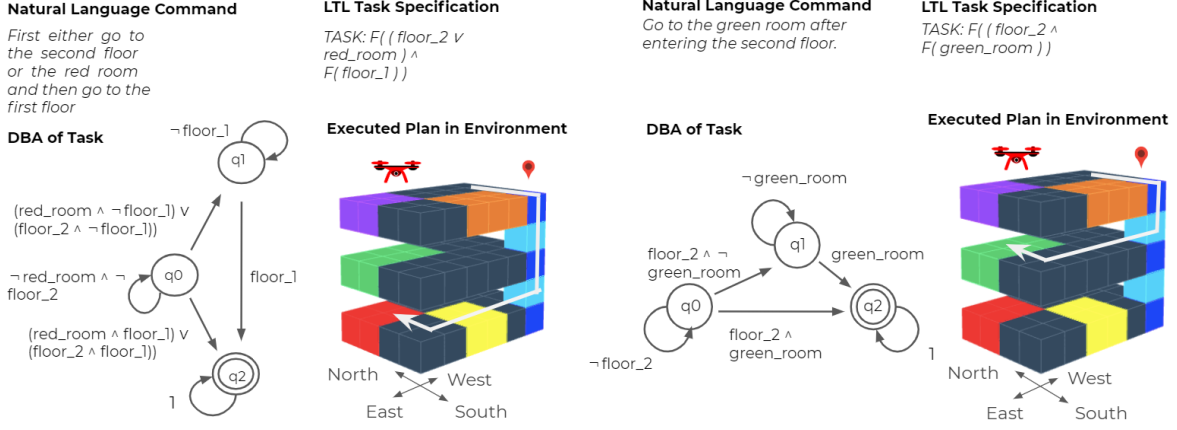 Natural Language Command
First either go to
the second floor
or the red room
and then go to the
first floor
LTL Task Specification
TASK: F( ( floor_2 ∨
red_room ) ∧
F( floor_1 ) )
DBA of Task
¬ floor_1
q1
(red_room ∧ ¬ floor_1) ∨
(floor_2 ∧ ¬ floor_1))
q0
floor_1
¬ red_room ∧ ¬
floor_2
(red_room ∧ floor_1) ∨
(floor_2 ∧ floor_1))
q2
1
Executed Plan in Environment
North
West
East
South
Natural Language Command
Go to the green room after
entering the second floor.
LTL Task Specification
TASK: F( ( floor_2 ∧
F( green_room ) )
DBA of Task
¬ green_room
q1
floor_2 ∧ ¬
green_room
green_room
q0
q2
floor_2 ∧
green_room
¬ floor_2
1
Executed Plan in Environment
North
West
East
South